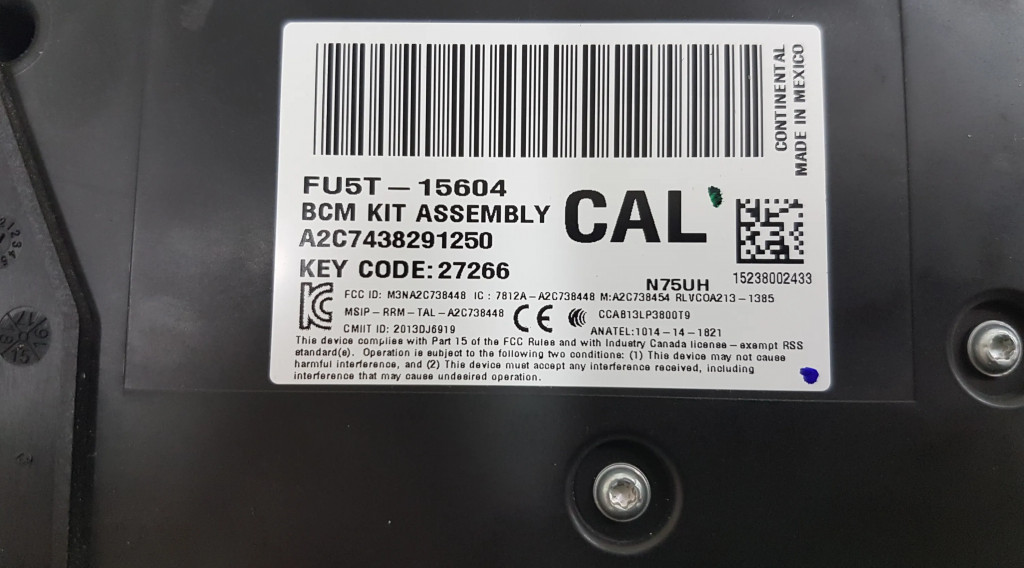 CONTINENTAL
MADE IN MEXICO
FU5T-15604
BCM KIT ASSEMBLY
CAL
A2C7438291250
KEY CODE:27266
N75UH
15238002433
FCC ID: M3NA2C738448 IC : 7812A-A2C738448 M:A2C738454 RLVCOA213-1385
MSIP-RRM-TAL-A2C738448
CE
CCAB13LP3800T9
CMIIT ID: 2013DJ6919
ANATEL:1014-14-1821
This device complies with Part 15 of the FCC Rules and with Industry Canada license-exempt RSS
standard(s). Operation is subject to the following two conditions: (1) This device may not cause
harmful interference, and (2) This device must accept any interference received, including
interference that may cause undesired operation.